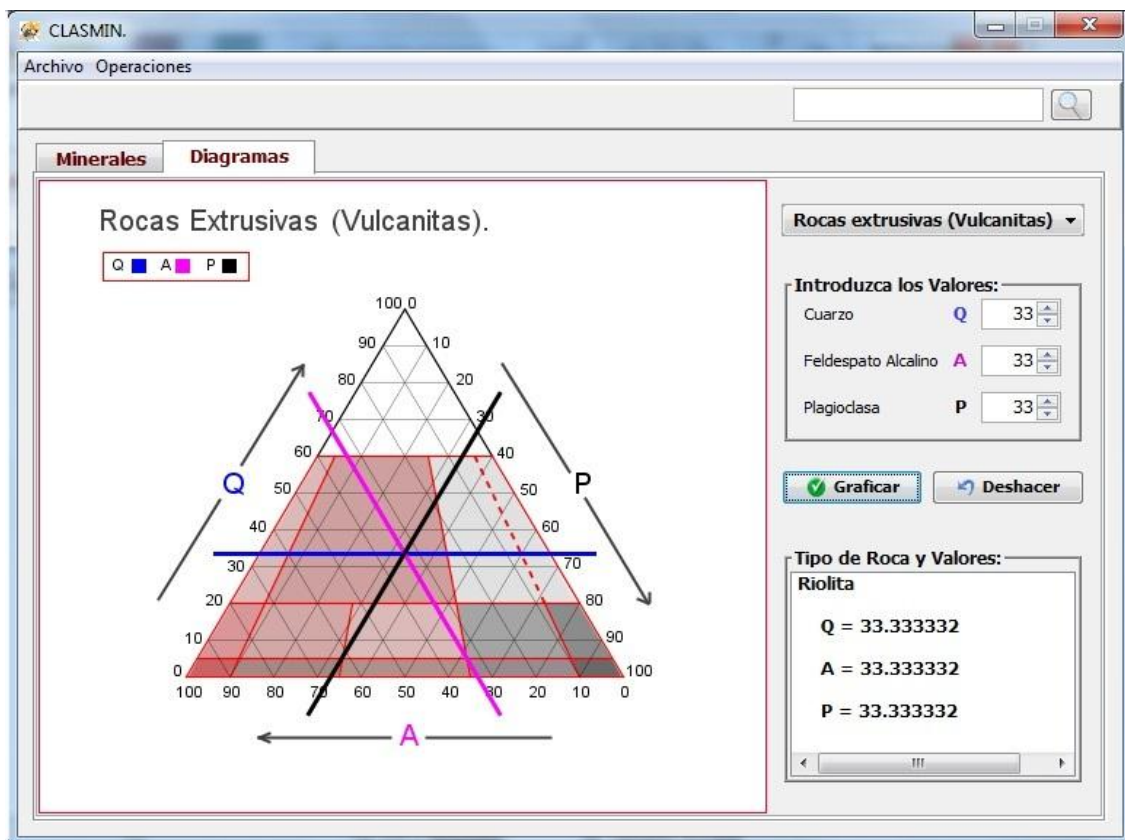 CLASMIN.
Archivo Operaciones
Minerales Diagramas
Rocas Extrusivas (Vulcanitas).
Q A P
100 0
90 10
80 20
70 30
60 40
50 50
40 60
30 70
20 80
10 90
0 100
100 90 80 70 60 50 40 30 20 10 0
Q
P
A
Rocas extrusivas (Vulcanitas)
Introduzca los Valores:
Cuarzo Q 33
Feldespato Alcalino A 33
Plagioclasa P 33
Graficar Deshacer
Tipo de Roca y Valores:
Riolita
Q = 33.333332
A = 33.333332
P = 33.333332